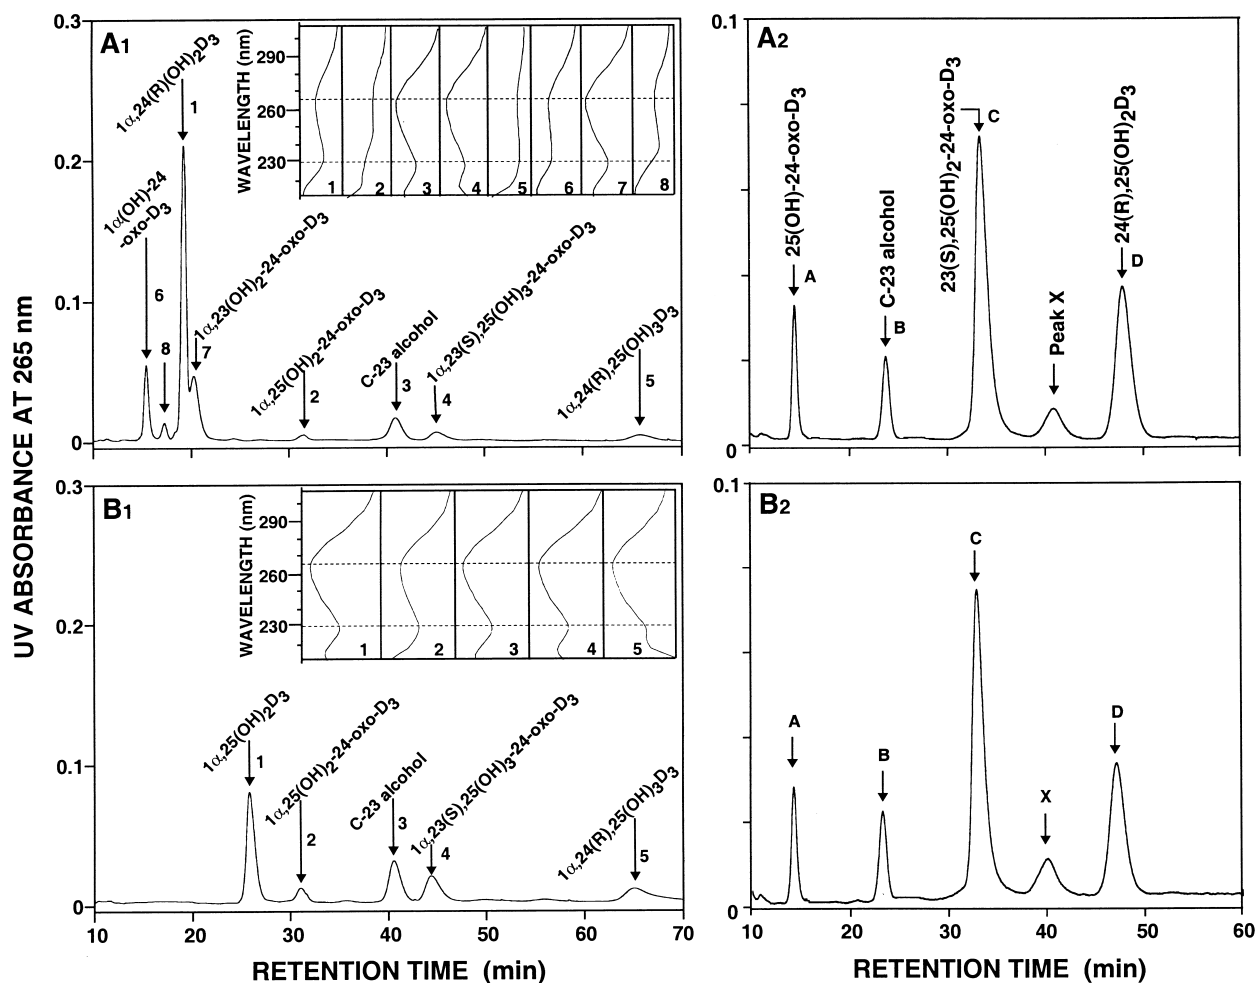 UV ABSORBANCE AT 265 nm
A1
0.3
0.2
0.1
0
1α(OH)-24
-oxo-D3
6
8
1α,24(R)(OH)2D3
1
1α,23(OH)2-24-oxo-D3
7
1α,25(OH)2-24-oxo-D3
2
C-23 alcohol
3
1α,23(S),25(OH)3-24-oxo-D3
4
1α,24(R),25(OH)3D3
5
WAVELENGTH (nm)
290
260
230
1 2 3 4 5 6 7 8
A2
0.1
0
25(OH)-24-oxo-D3
A
C-23 alcohol
B
23(S),25(OH)2-24-oxo-D3
C
Peak X
24(R),25(OH)2D3
D
B1
0.3
0.2
0.1
0
1α,25(OH)2D3
1
1α,25(OH)2-24-oxo-D3
2
C-23 alcohol
3
1α,23(S),25(OH)3-24-oxo-D3
4
1α,24(R),25(OH)3D3
5
WAVELENGTH (nm)
290
260
230
1 2 3 4 5
10 20 30 40 50 60 70
RETENTION TIME (min)
B2
0.1
0
A
B
C
X
D
10 20 30 40 50 60
RETENTION TIME (min)